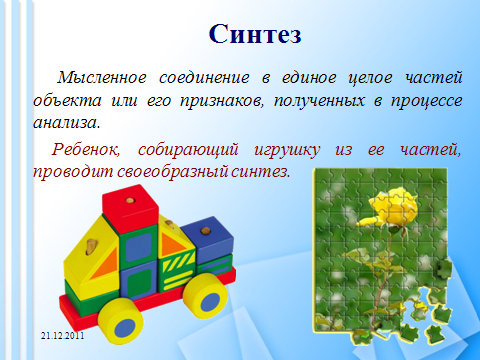 Синтез
Мысленное соединение в единое целое частей
объекта или его признаков, полученных в процессе
анализа.
Ребенок, собирающий игрушку из ее частей,
проводит своеобразный синтез.
21.12.2011